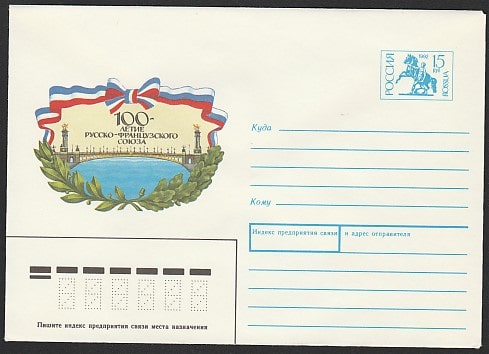 100-
ЛЕТИЕ
РУССКО-ФРАНЦУЗСКОГО
СОЮЗА
РОССИЯ
1992
15
РУБ
ROSSIJA
Куда
Кому
Индекс предприятия связи и адрес отправителя
Пишите индекс предприятия связи места назначения